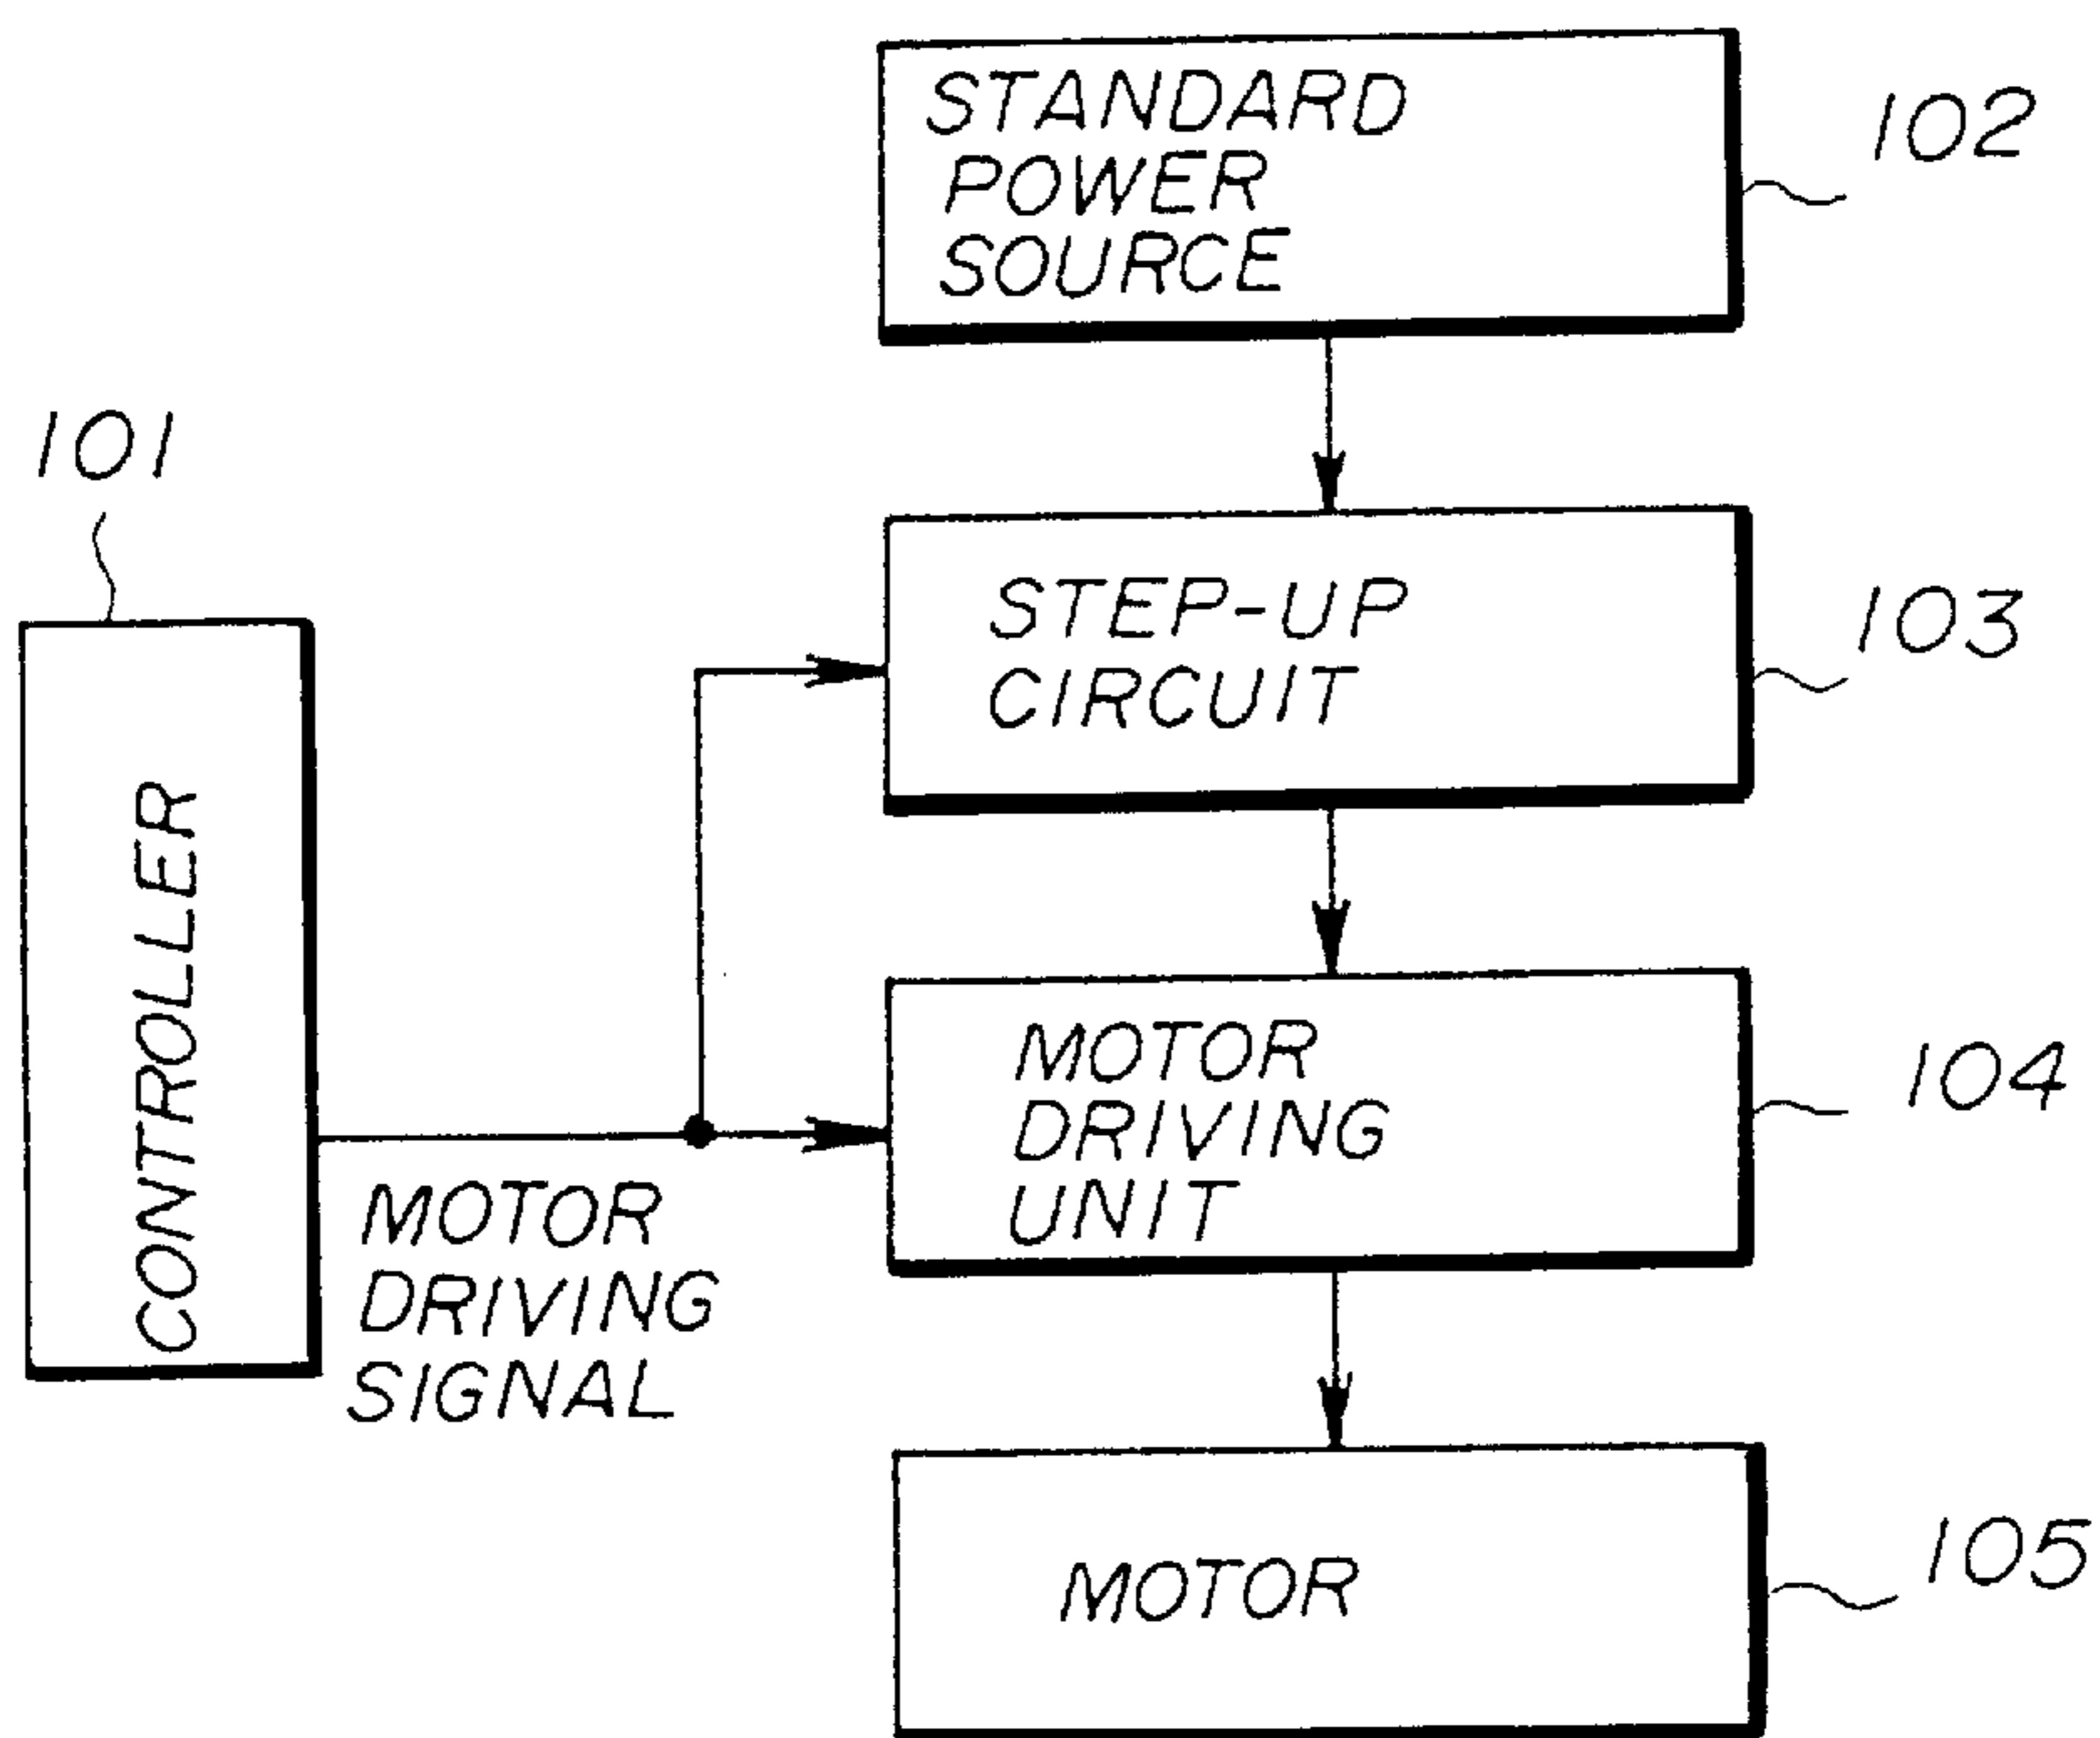 STANDARD
POWER
SOURCE
102
101
STEP-UP
CIRCUIT
103
CONTROLLER
MOTOR
DRIVING
UNIT
104
MOTOR
DRIVING
SIGNAL
MOTOR
105